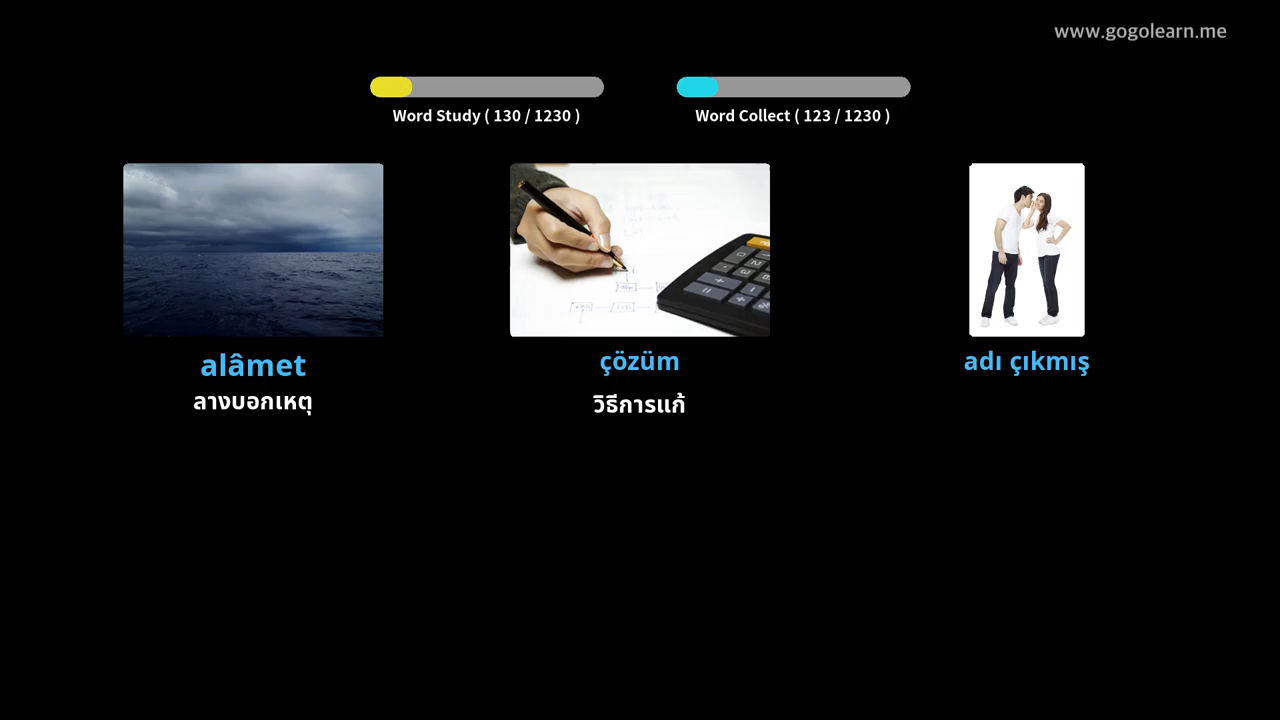 www.gogolearn.me
Word Study ( 130 / 1230 )
Word Collect ( 123 / 1230 )
alâmet
ลางบอกเหตุ
çözüm
วิธีการแก้
adı çıkmış